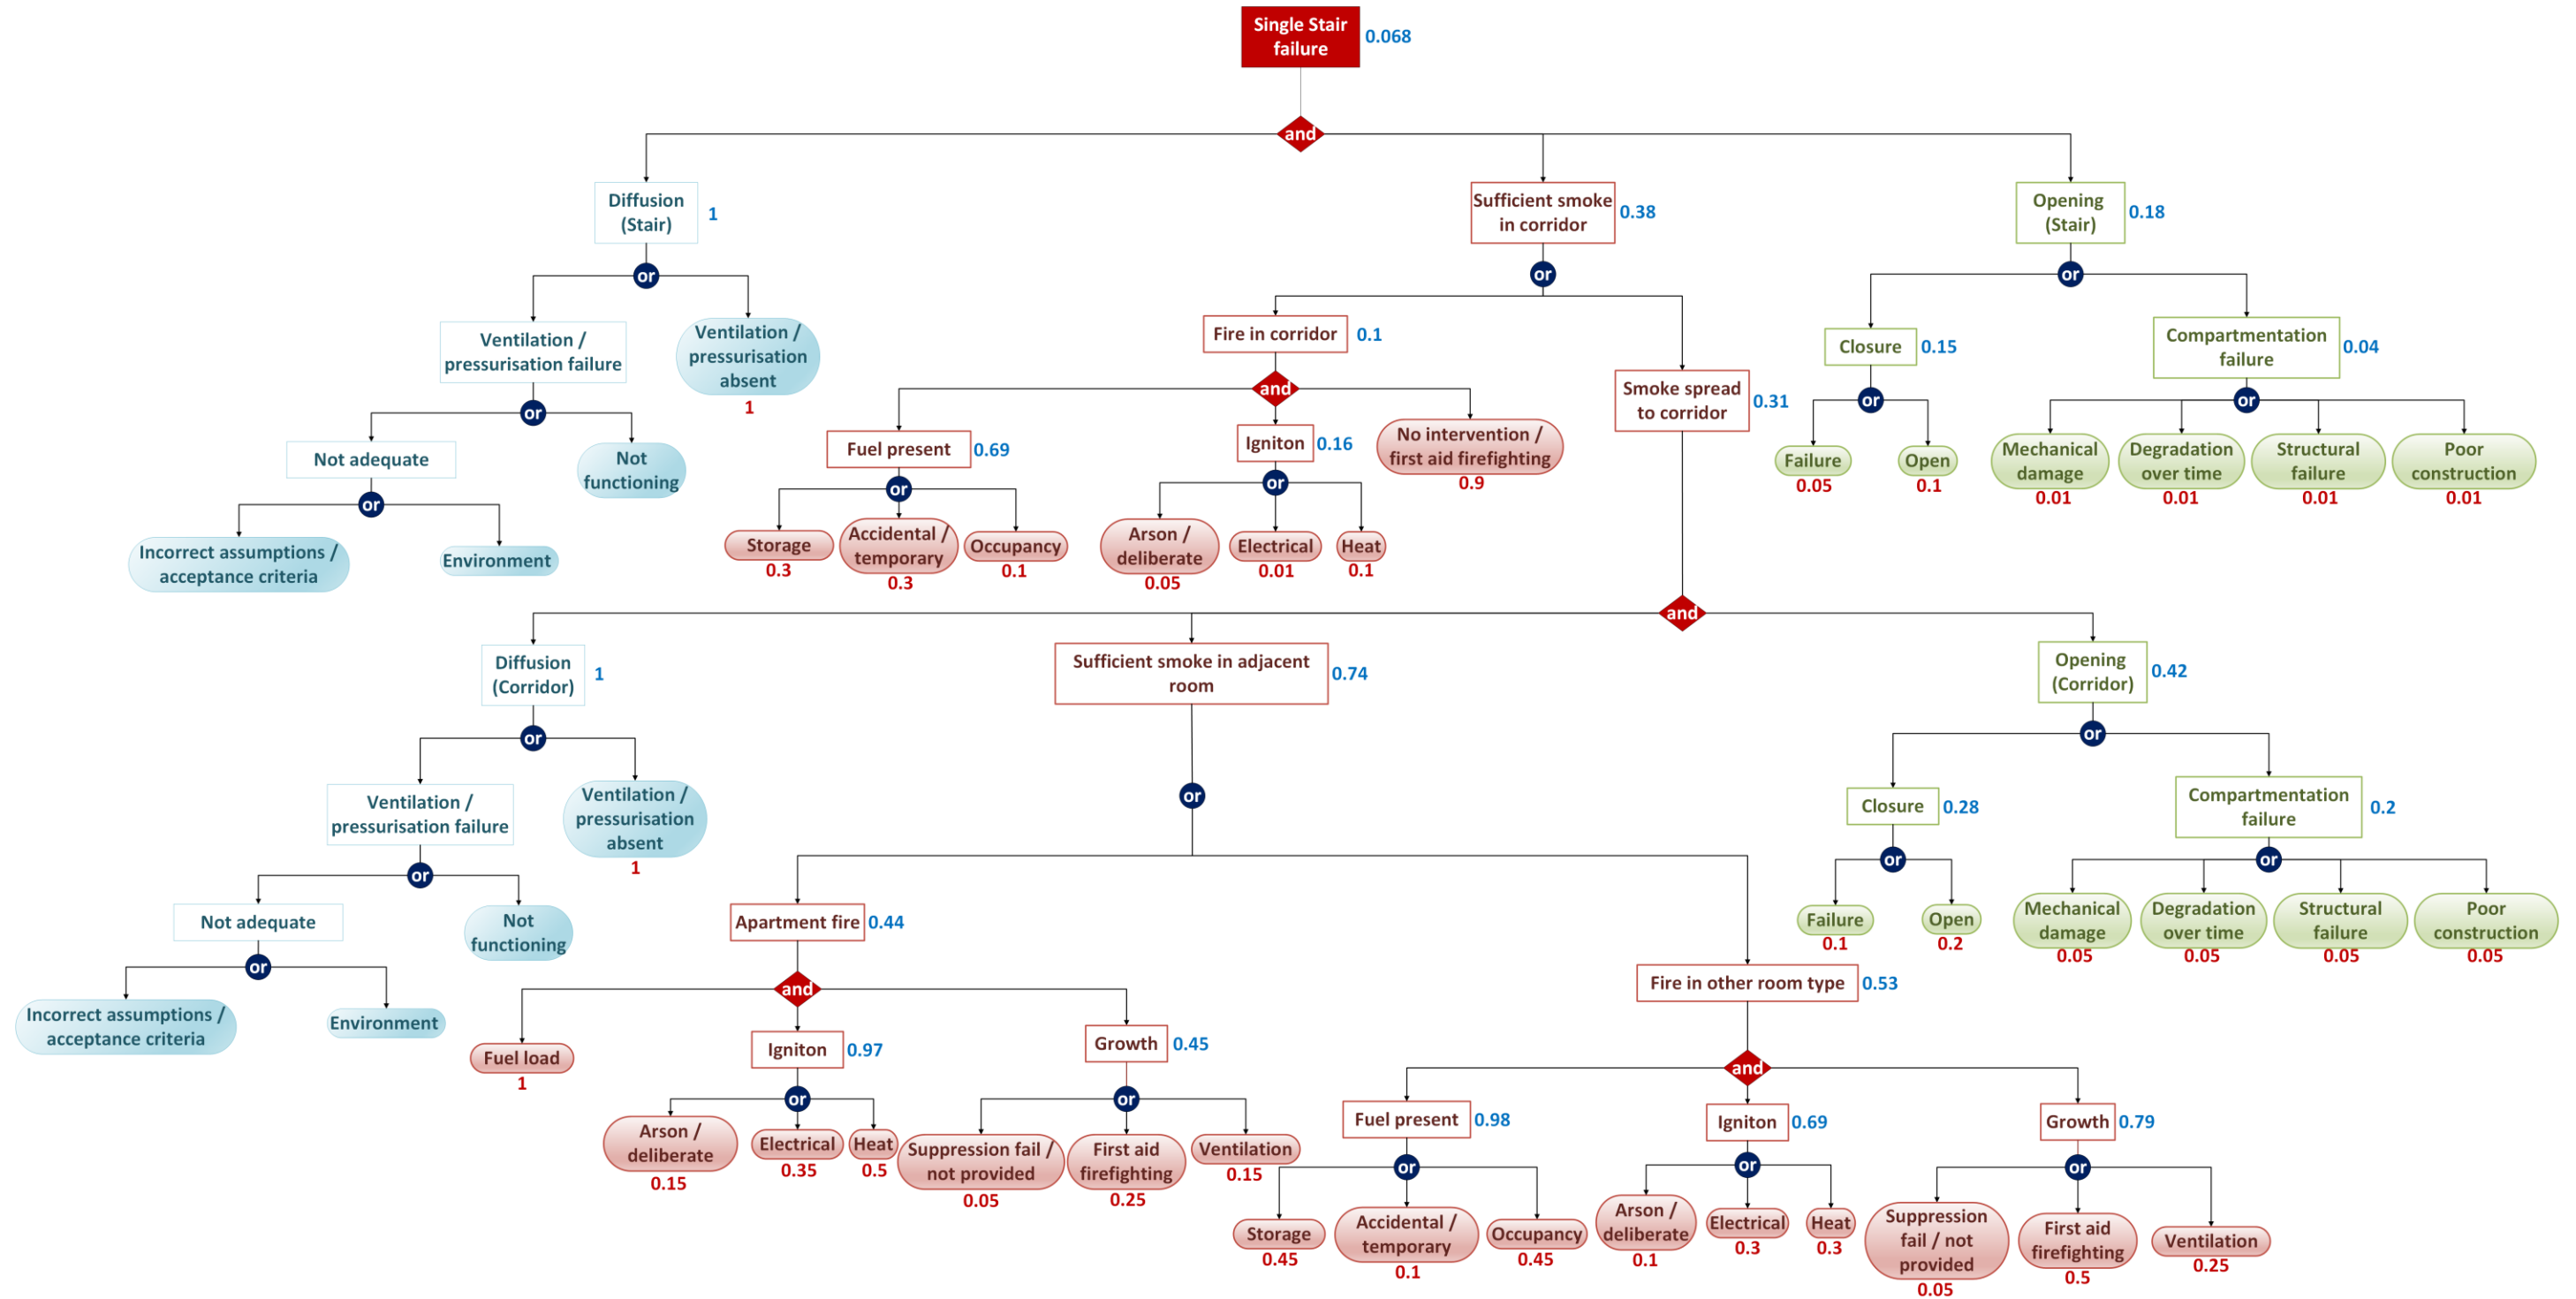 Single Stair
failure
0.068
and
Diffusion
(Stair)
1
Sufficient smoke
in corridor
0.38
Opening
(Stair)
0.18
or
or
or
Ventilation /
pressurisation failure
Ventilation /
pressurisation
absent
1
Fire in corridor
0.1
Smoke spread
to corridor
0.31
Closure
0.15
Compartmentation
failure
0.04
or
and
or
or
Not adequate
Not
functioning
Fuel present
0.69
Igniton
0.16
No intervention /
first aid firefighting
0.9
Failure
0.05
Open
0.1
Mechanical
damage
0.01
Degradation
over time
0.01
Structural
failure
0.01
Poor
construction
0.01
or
or
or
Incorrect assumptions /
acceptance criteria
Environment
Storage
0.3
Accidental /
temporary
0.3
Occupancy
0.1
Arson /
deliberate
0.05
Electrical
0.01
Heat
0.1
and
Diffusion
(Corridor)
1
Sufficient smoke in adjacent
room
0.74
Opening
(Corridor)
0.42
or
or
or
Ventilation /
pressurisation failure
Ventilation /
pressurisation
absent
1
Closure
0.28
Compartmentation
failure
0.2
or
or
or
Not adequate
Not
functioning
Apartment fire
0.44
Failure
0.1
Open
0.2
Mechanical
damage
0.05
Degradation
over time
0.05
Structural
failure
0.05
Poor
construction
0.05
or
and
Fire in other room type
0.53
Incorrect assumptions /
acceptance criteria
Environment
Fuel load
1
Igniton
0.97
Growth
0.45
and
or
or
Fuel present
0.98
Igniton
0.69
Growth
0.79
Arson /
deliberate
0.15
Electrical
0.35
Heat
0.5
Suppression fail /
not provided
0.05
First aid
firefighting
0.25
Ventilation
0.15
or
or
or
Storage
0.45
Accidental /
temporary
0.1
Occupancy
0.45
Arson /
deliberate
0.1
Electrical
0.3
Heat
0.3
Suppression
fail / not
provided
0.05
First aid
firefighting
0.5
Ventilation
0.25